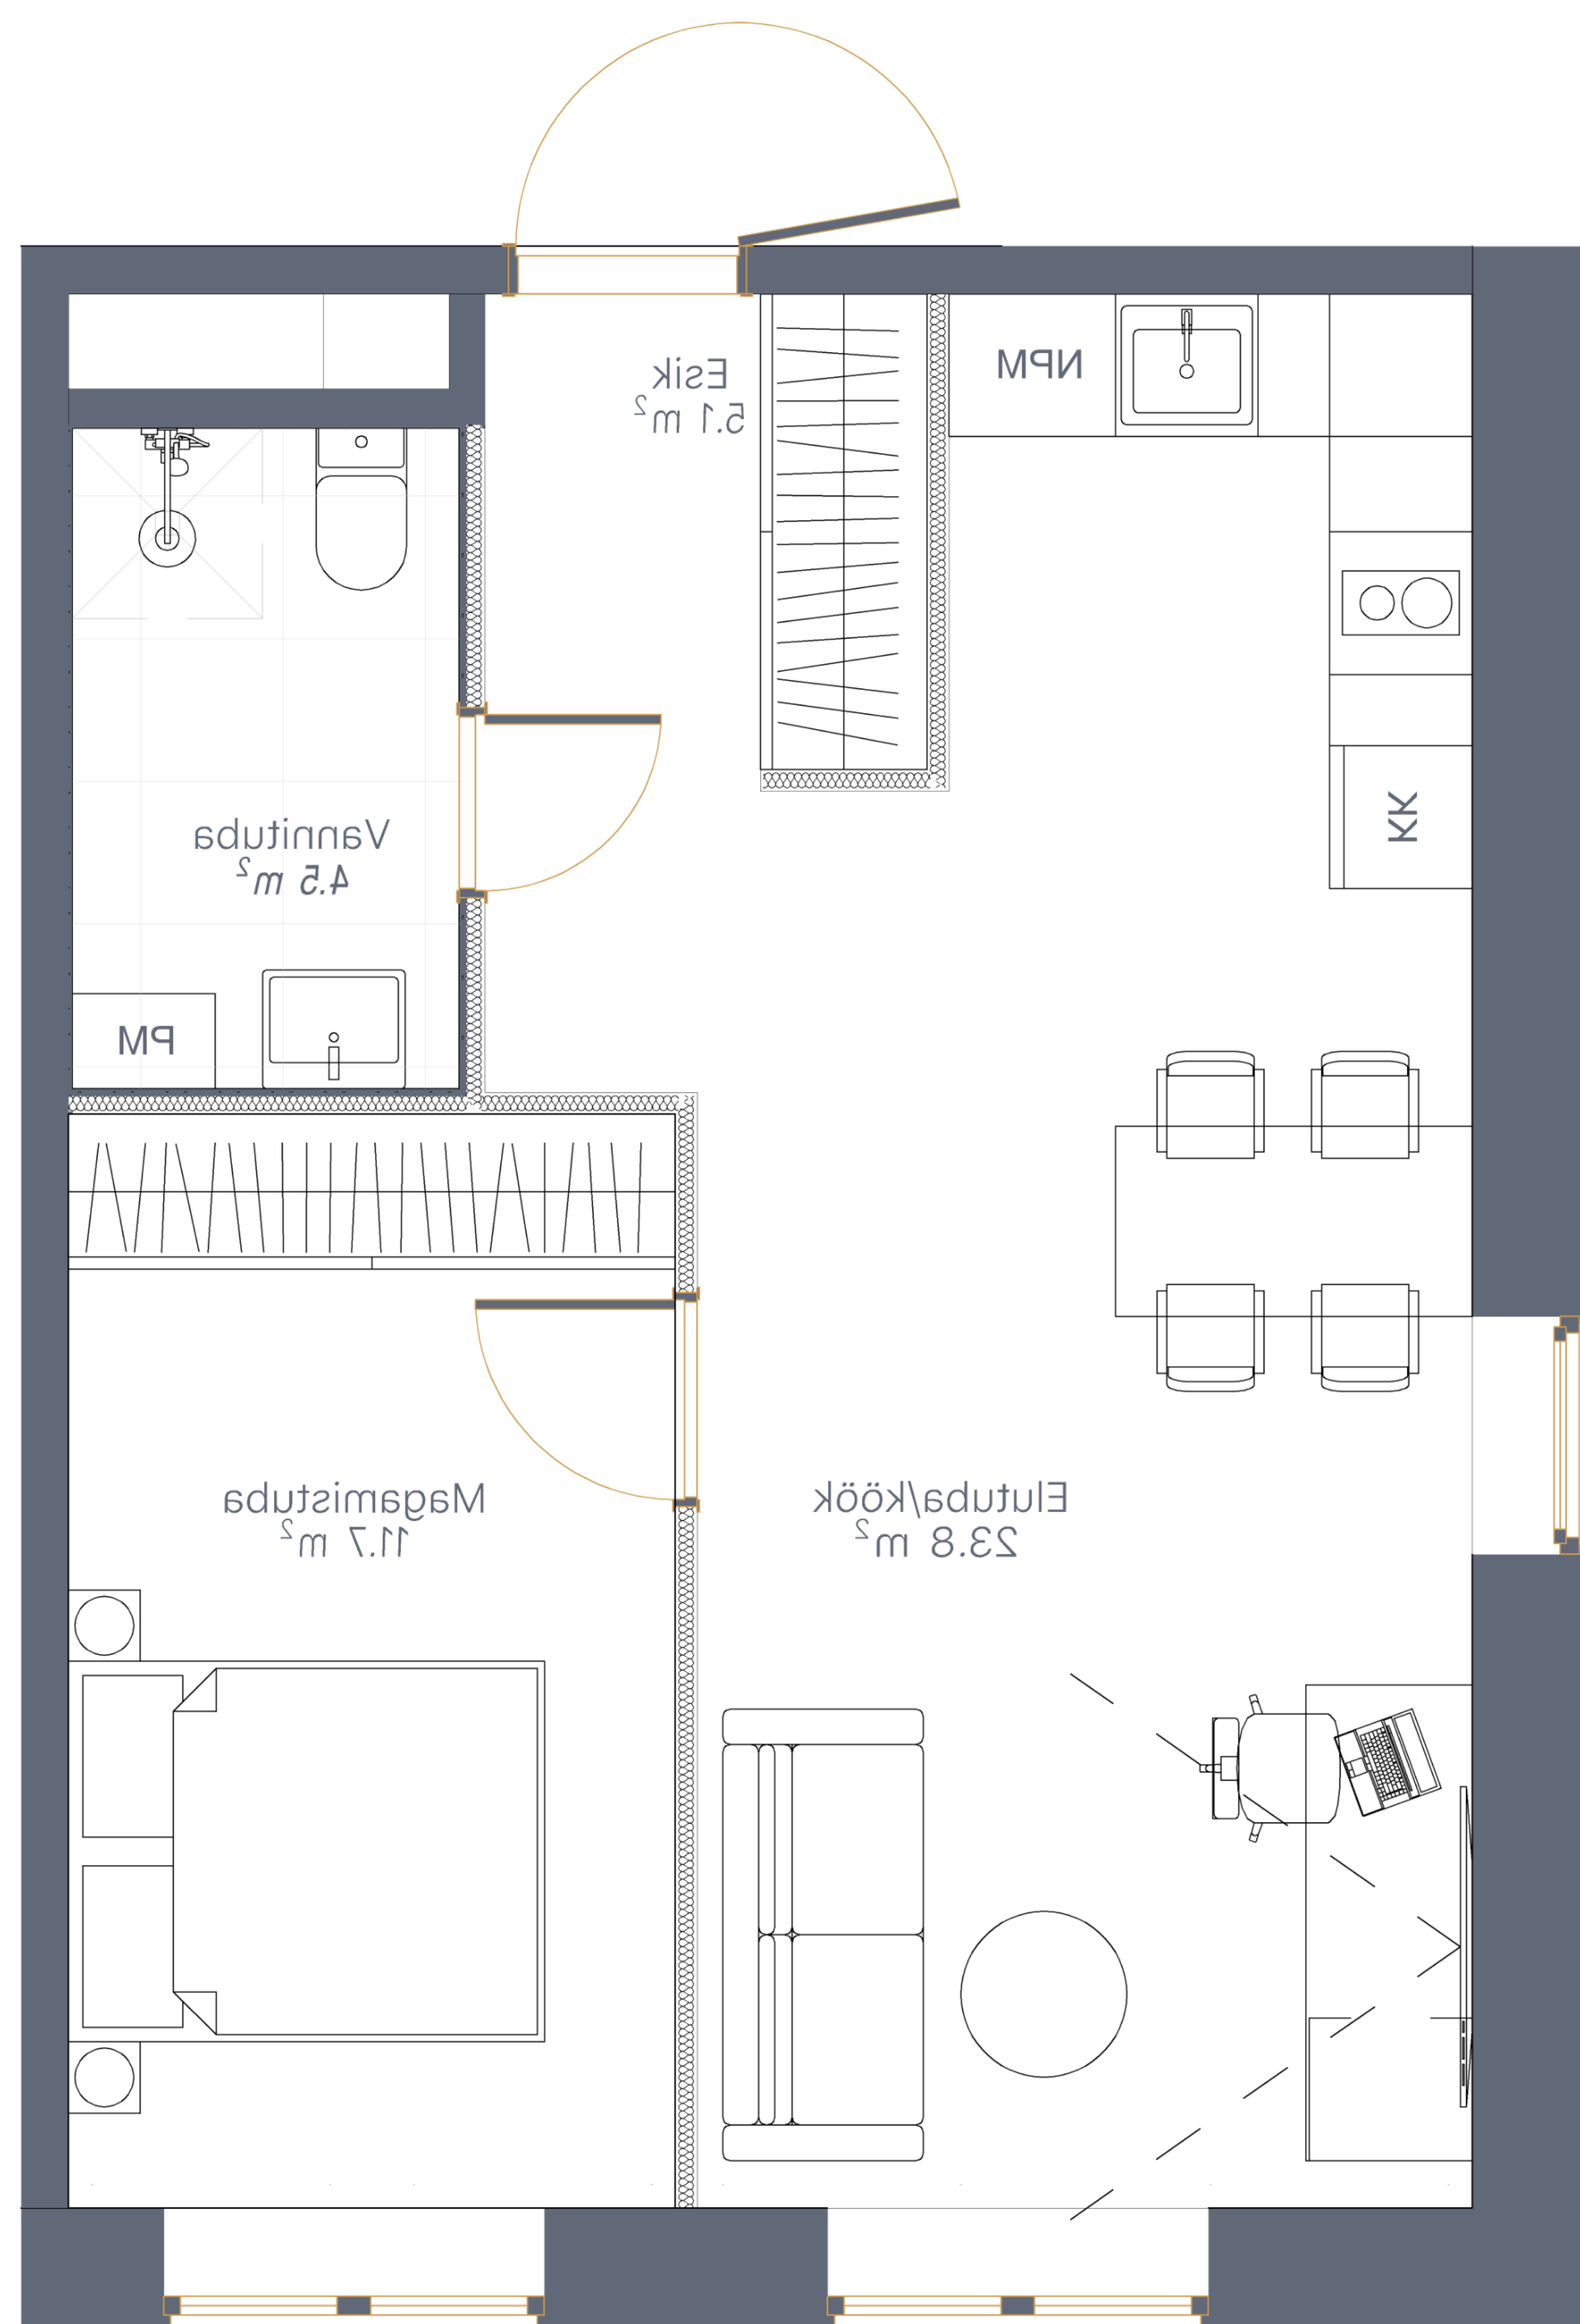 NPM
Esik
5.1 m²
KK
Vannituba
4.5 m²
PM
Magamistuba
11.7 m²
Elutuba/köök
23.8 m²